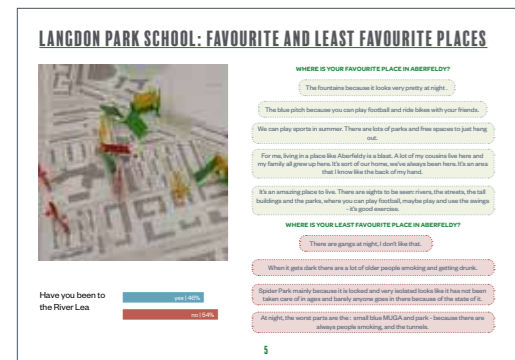 LANGDON PARK SCHOOL: FAVOURITE AND LEAST FAVOURITE PLACES
WHERE IS YOUR FAVOURITE PLACE IN ABERFELDY?
The fountains because it looks very pretty at night.
The blue pitch because you can play football and ride bikes with your friends.
We can play sports in summer. There are lots of parks and free spaces to just hang
out.
For me, living in a place like Aberfeldy is a blast. A lot of my cousins live here and
my family all grew up here. It's sort of our home, we've always been here. It's an area
that I know like the back of my hand.
It's an amazing place to live. There are sights to be seen: rivers, the streets, the tall
buildings and the parks, where you can play football, maybe play and use the swings
- it's good exercise.
WHERE IS YOUR LEAST FAVOURITE PLACE IN ABERFELDY?
There are gangs at night, I don't like that.
When it gets dark there are a lot of older people smoking and getting drunk.
Spider Park mainly because it is locked and very isolated looks like it has not been
taken care of in ages and barely anyone goes in there because of the state of it.
At night, the worst parts are the : small blue MUGA and park - because there are
always people smoking, and the tunnels.
Have you been to
the River Lea
yes | 46%
no | 54%
5